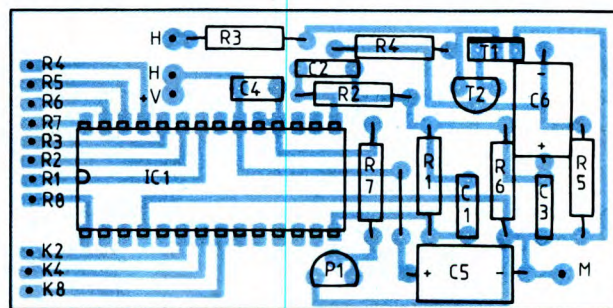 H R3
R4
T1
R4
R5
R6
R7
R3
R2
R1
R8
H
+V
C4
C2
R2
T2
-
C6
+
IC1
R7
R1
C1
R6
C3
R5
K2
K4
K8
P1
+ C5 -
M